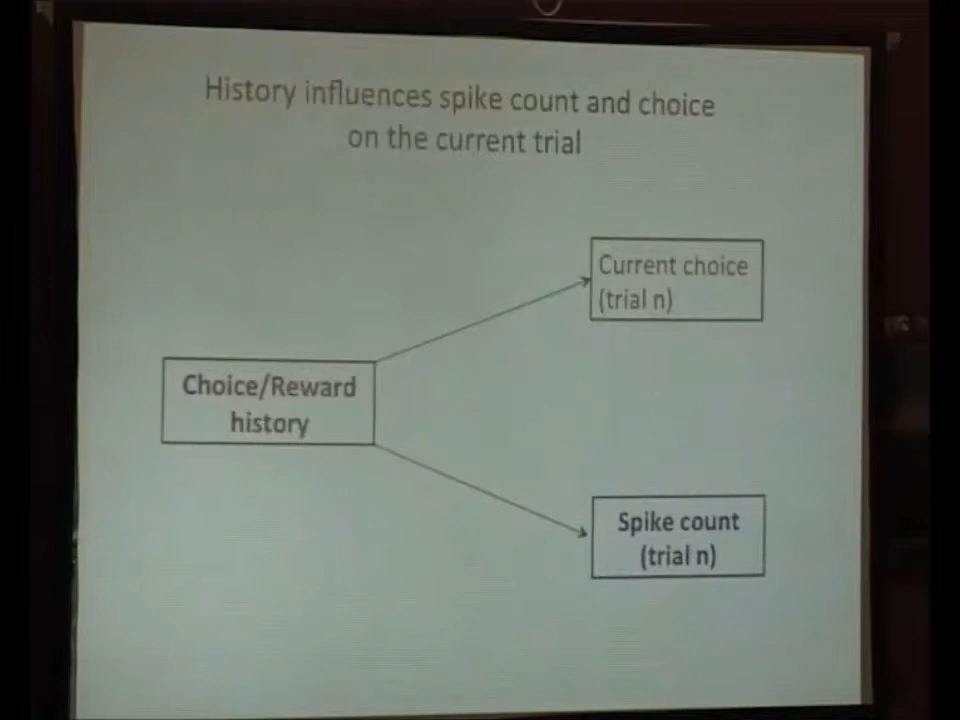 History influences spike count and choice
on the current trial
Current choice
(trial n)
Choice/Reward
history
Spike count
(trial n)